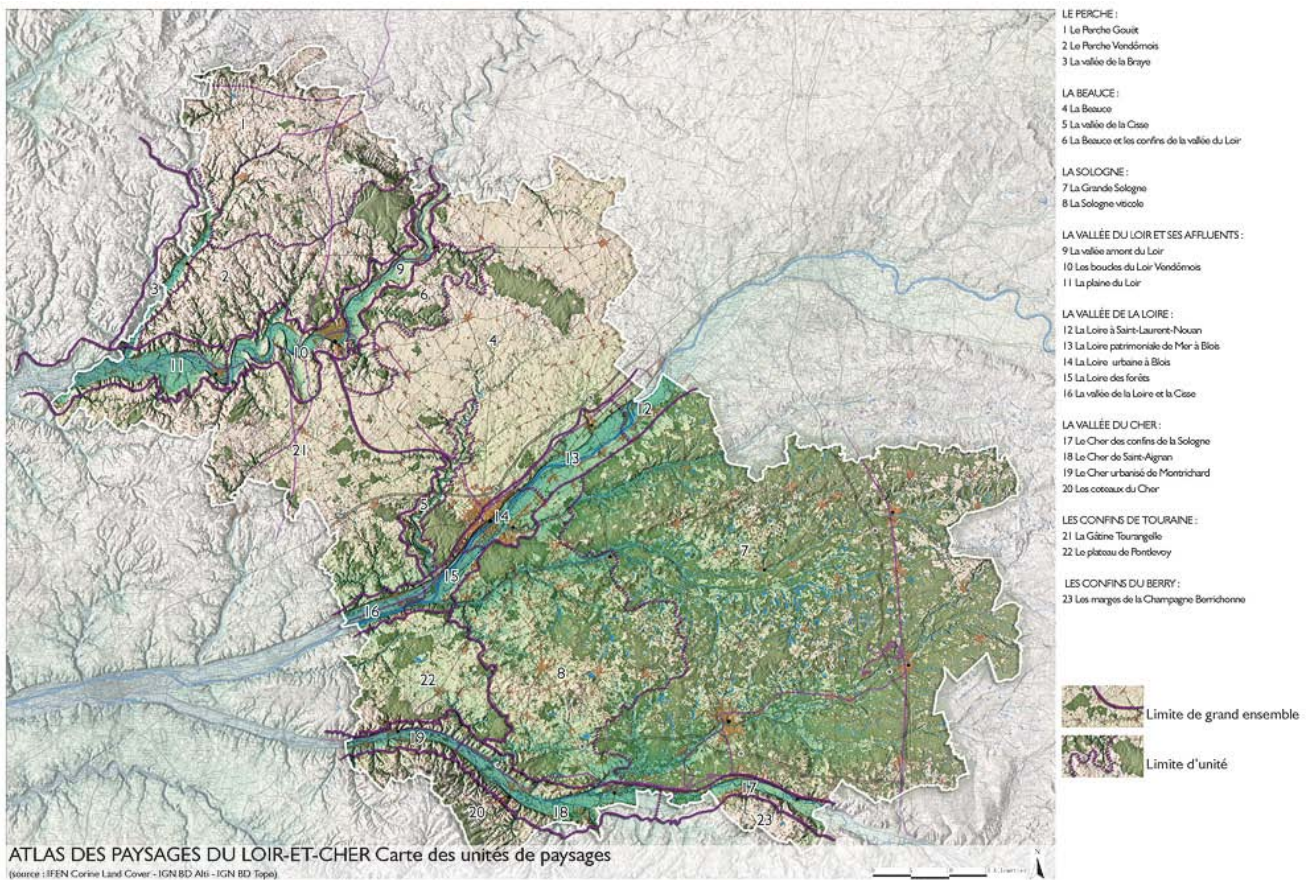 LE PERCHE :
1 Le Perche Gouët
2 Le Perche Vendômois
3 La vallée de la Braye
LA BEAUCE :
4 La Beauce
5 La vallée de la Cisse
6 La Beauce et les confins de la vallée du Loir
LA SOLOGNE :
7 La Grande Sologne
8 La Sologne viticole
LA VALLÉE DU LOIR ET SES AFFLUENTS :
9 La vallée amont du Loir
10 Les boucles du Loir Vendômois
11 La plaine du Loir
LA VALLÉE DE LA LOIRE :
12 La Loire à Saint-Laurent-Nouan
13 La Loire patrimoniale de Mer à Blois
14 La Loire urbaine à Blois
15 La Loire des forêts
16 La vallée de la Loire et la Cisse
LA VALLÉE DU CHER :
17 Le Cher des confins de la Sologne
18 Le Cher de Saint-Aignan
19 Le Cher urbanisé de Montrichard
20 Les coteaux du Cher
LES CONFINS DE TOURAINE :
21 La Gâtine Tourangelle
22 Le plateau de Pontlevoy
LES CONFINS DU BERRY :
23 Les marges de la Champagne Berrichonne
Limite de grand ensemble
Limite d'unité
1
2
3
9
6
4
10
11
12
21
13
5
14
7
15
16
8
22
19
17
20
18
23
ATLAS DES PAYSAGES DU LOIR-ET-CHER Carte des unités de paysages
(source : IFEN Corine Land Cover - IGN BD Alti - IGN BD Topo)
N